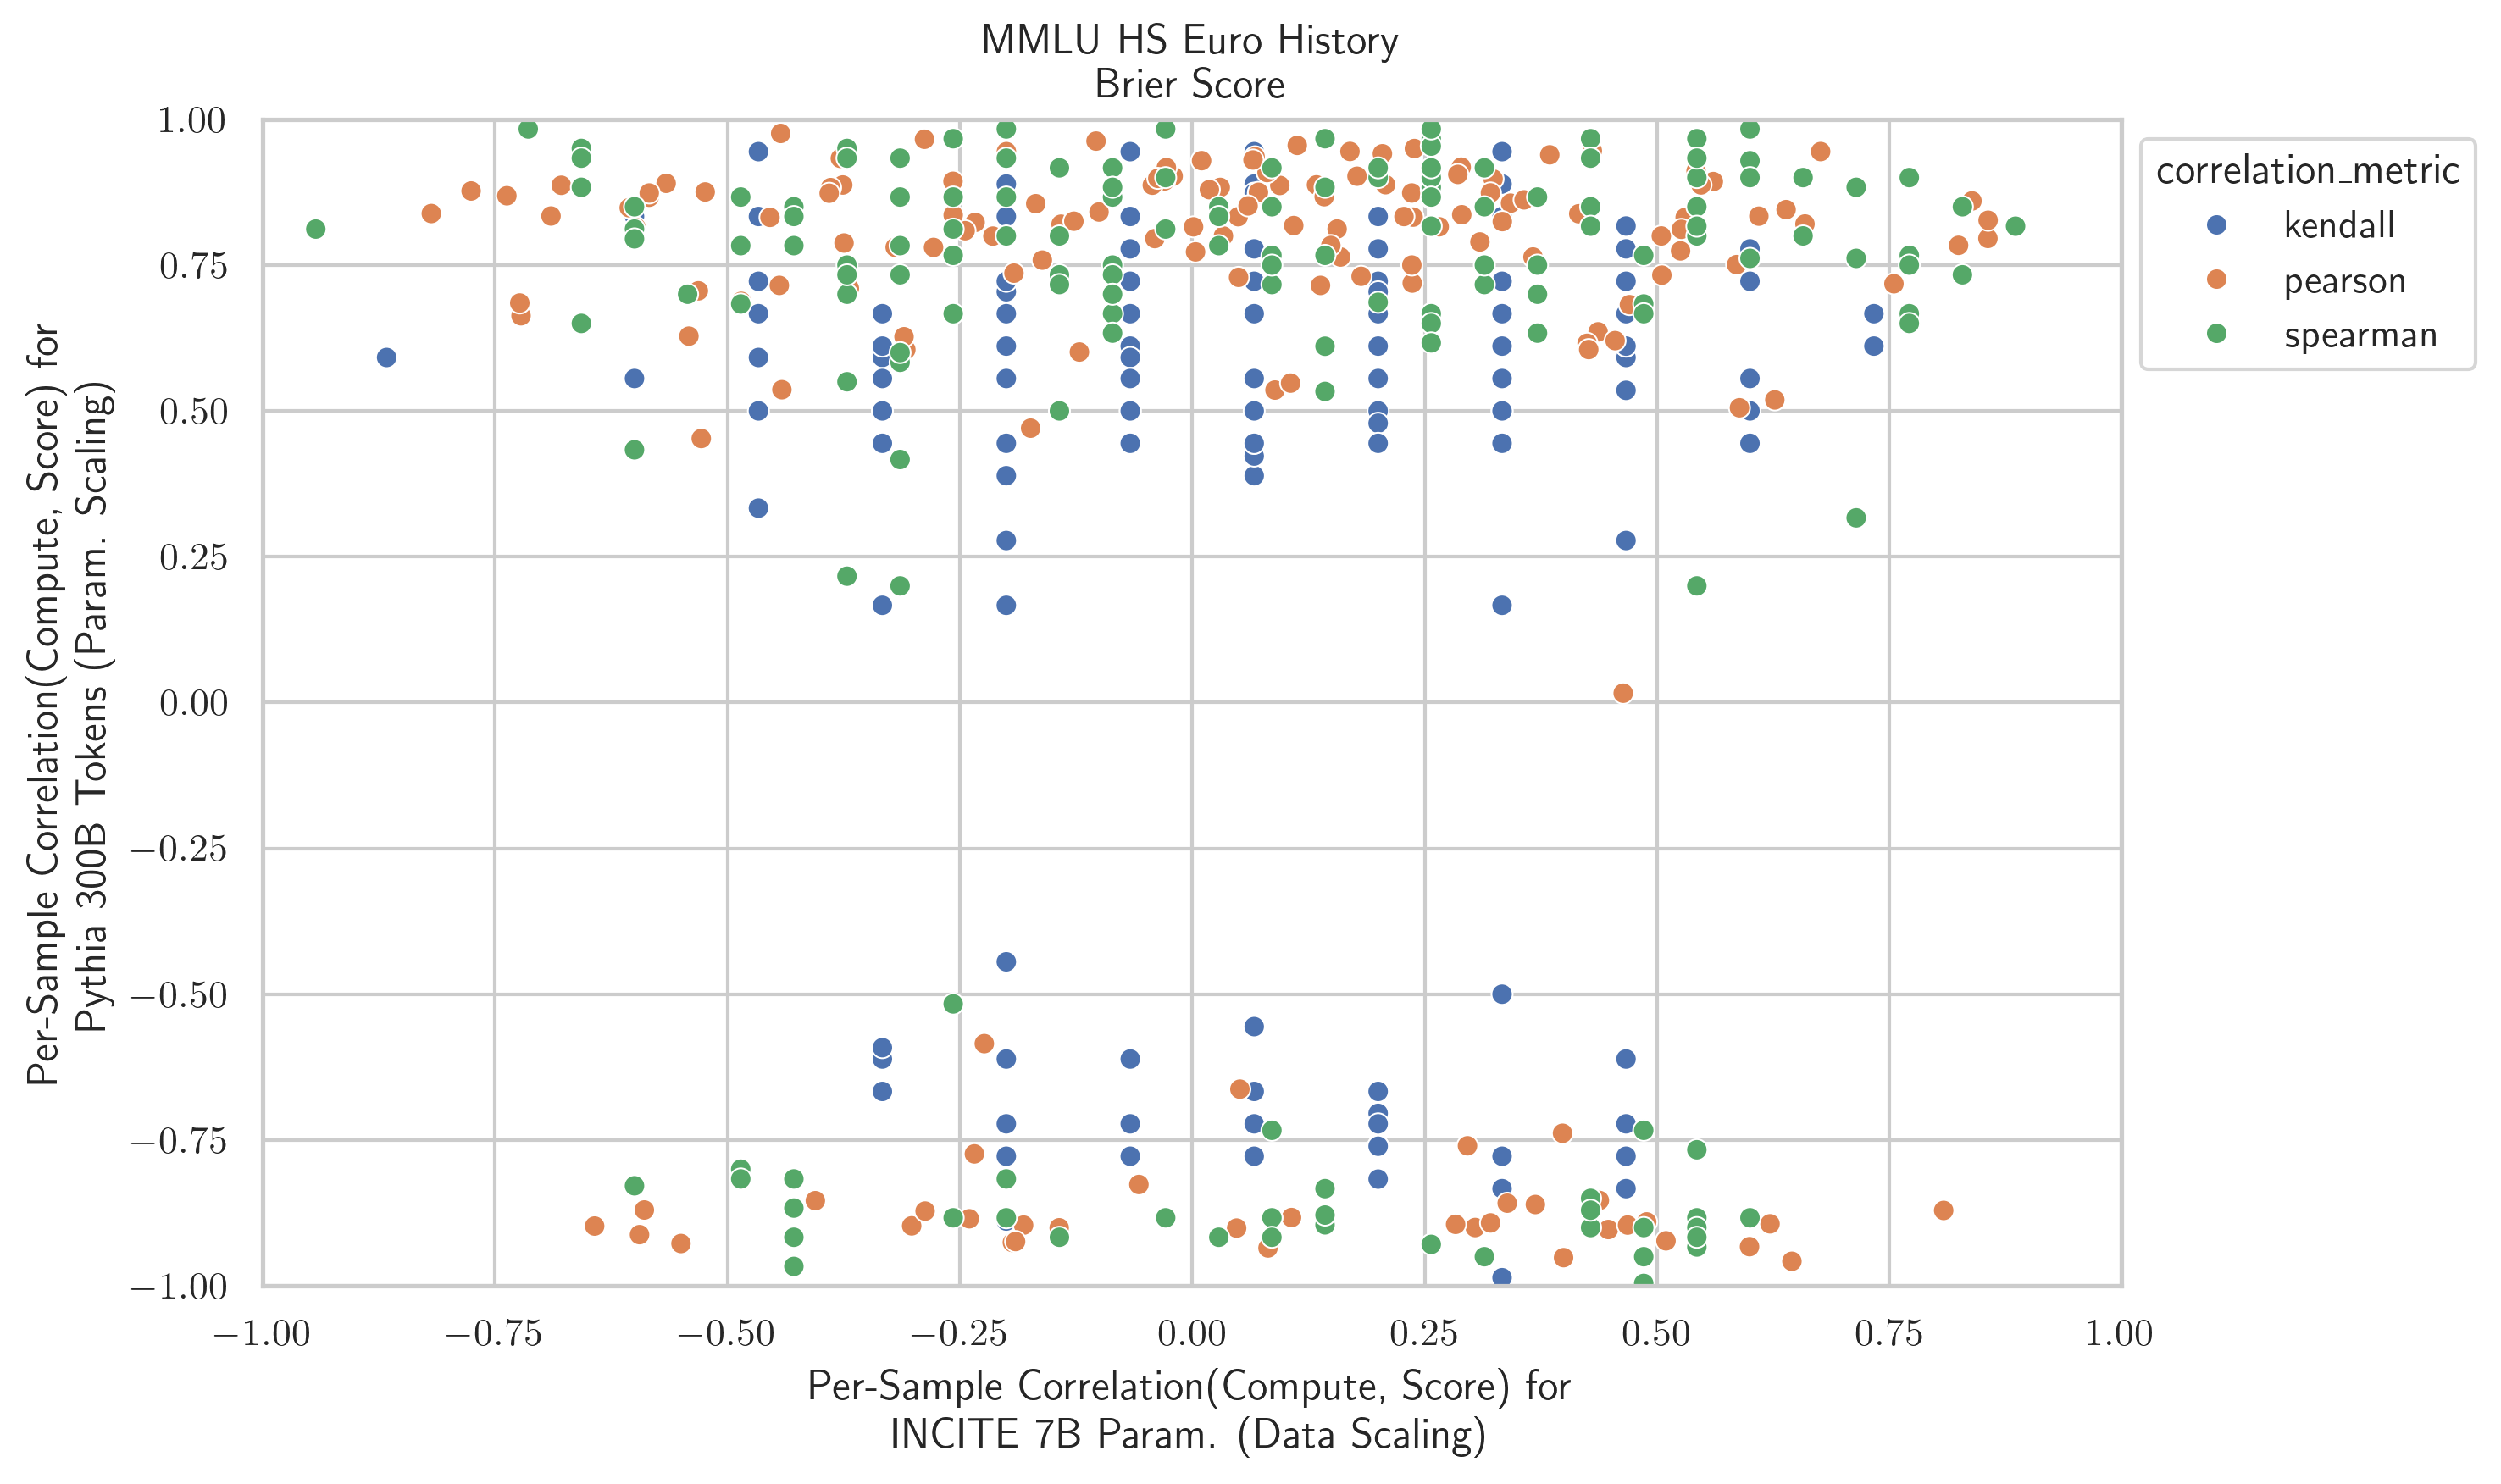 MMLU HS Euro History
Brier Score
Per-Sample Correlation(Compute, Score) for
Pythia 300B Tokens (Param. Scaling)
1.00
0.75
0.50
0.25
0.00
−0.25
−0.50
−0.75
−1.00
−1.00 −0.75 −0.50 −0.25 0.00 0.25 0.50 0.75 1.00
Per-Sample Correlation(Compute, Score) for
INCITE 7B Param. (Data Scaling)
correlation_metric
kendall
pearson
spearman